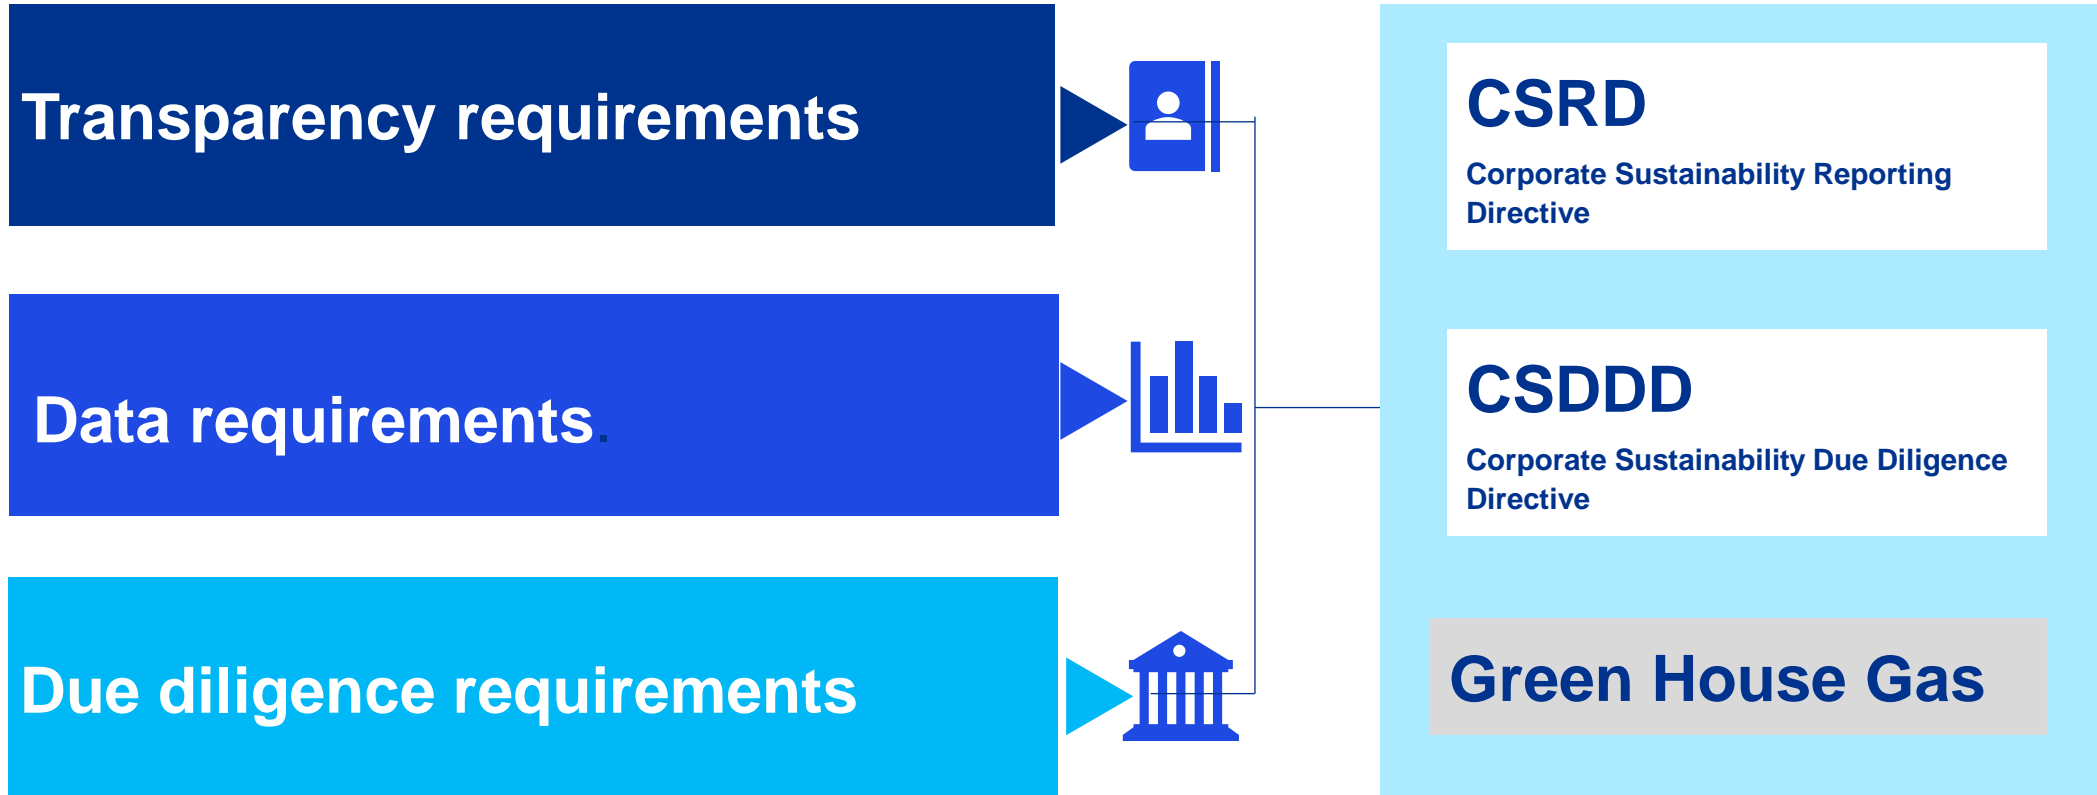 Transparency requirements
Data requirements.
Due diligence requirements
CSRD
Corporate Sustainability Reporting
Directive
CSDDD
Corporate Sustainability Due Diligence
Directive
Green House Gas